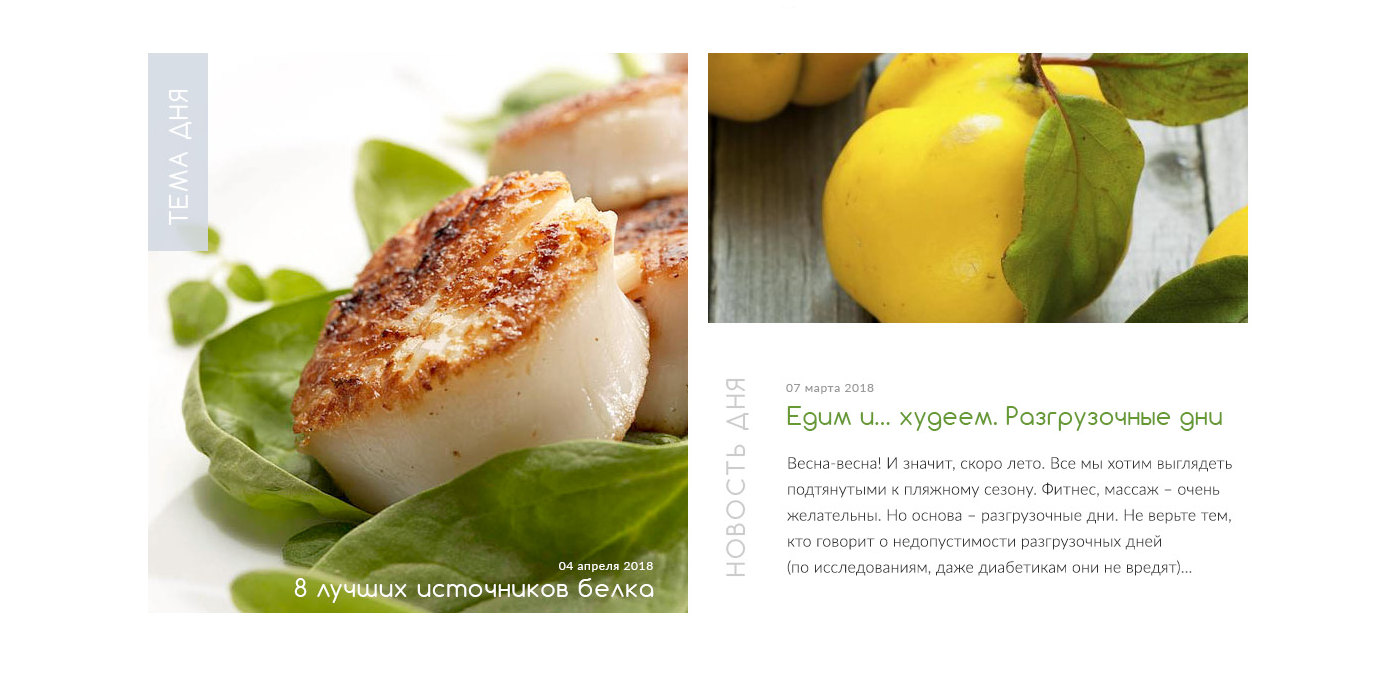 ТЕМА ДНЯ
04 апреля 2018
8 лучших источников белка
НОВОСТЬ ДНЯ
07 марта 2018
Едим и... худеем. Разгрузочные дни
Весна-весна! И значит, скоро лето. Все мы хотим выглядеть
подтянутыми к пляжному сезону. Фитнес, массаж – очень
желательны. Но основа – разгрузочные дни. Не верьте тем,
кто говорит о недопустимости разгрузочных дней
(по исследованиям, даже диабетикам они не вредят)...